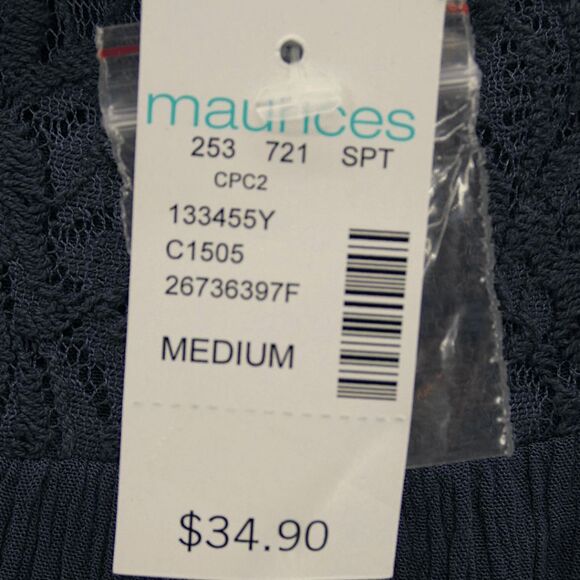 maurices
253 721 SPT
CPC2
133455Y
C1505
26736397F
MEDIUM
$34.90